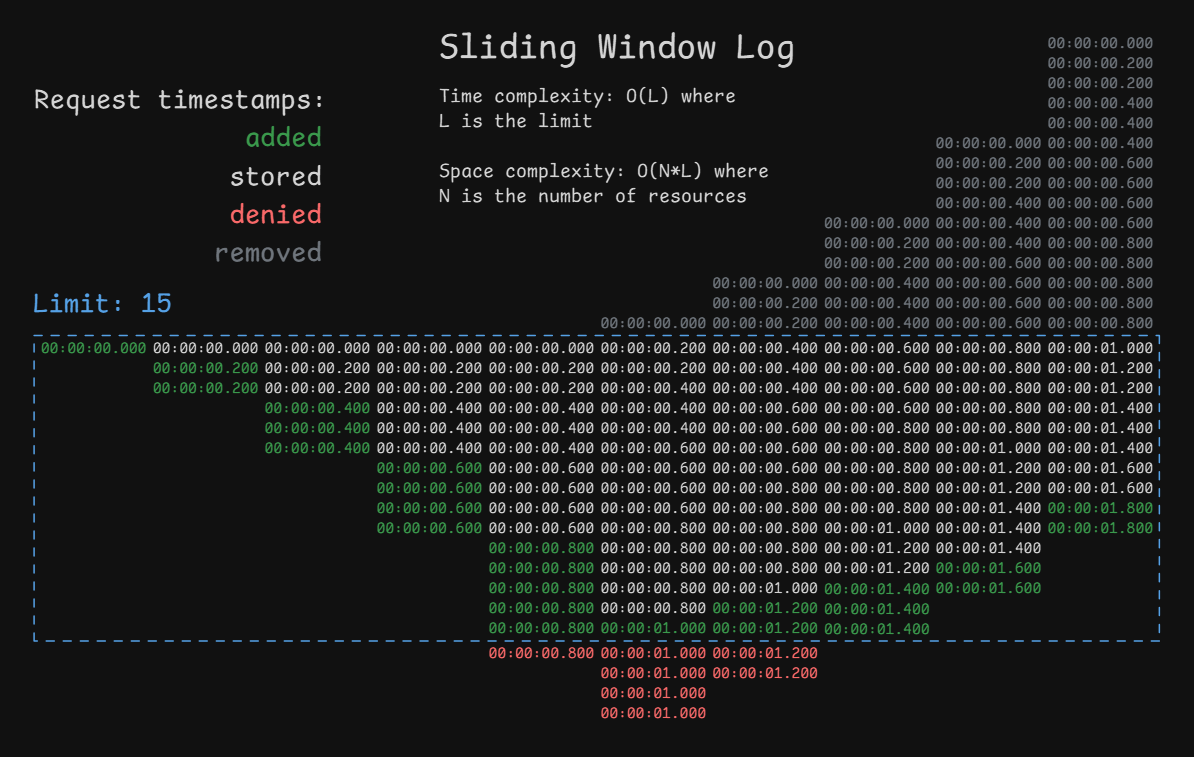 Sliding Window Log
Request timestamps:
added
stored
denied
removed
Limit: 15
Time complexity: O(L) where
L is the limit
Space complexity: O(N*L) where
N is the number of resources
00:00:00.000
00:00:00.200
00:00:00.200
00:00:00.400
00:00:00.400
00:00:00.000 00:00:00.400
00:00:00.200 00:00:00.600
00:00:00.200 00:00:00.600
00:00:00.400 00:00:00.600
00:00:00.000 00:00:00.400 00:00:00.600
00:00:00.200 00:00:00.400 00:00:00.800
00:00:00.200 00:00:00.600 00:00:00.800
00:00:00.000 00:00:00.400 00:00:00.600 00:00:00.800
00:00:00.200 00:00:00.400 00:00:00.600 00:00:00.800
00:00:00.000 00:00:00.200 00:00:00.400 00:00:00.600 00:00:00.800
00:00:00.000 00:00:00.000 00:00:00.000 00:00:00.000 00:00:00.000 00:00:00.200 00:00:00.400 00:00:00.600 00:00:00.800 00:00:01.000
00:00:00.200 00:00:00.200 00:00:00.200 00:00:00.200 00:00:00.200 00:00:00.400 00:00:00.600 00:00:00.800 00:00:01.200
00:00:00.200 00:00:00.200 00:00:00.200 00:00:00.200 00:00:00.400 00:00:00.400 00:00:00.600 00:00:00.800 00:00:01.200
00:00:00.400 00:00:00.400 00:00:00.400 00:00:00.400 00:00:00.600 00:00:00.600 00:00:00.800 00:00:01.400
00:00:00.400 00:00:00.400 00:00:00.400 00:00:00.400 00:00:00.600 00:00:00.800 00:00:00.800 00:00:01.400
00:00:00.400 00:00:00.400 00:00:00.400 00:00:00.400 00:00:00.600 00:00:00.800 00:00:01.000 00:00:01.400
00:00:00.600 00:00:00.600 00:00:00.600 00:00:00.600 00:00:00.800 00:00:01.200 00:00:01.600
00:00:00.600 00:00:00.600 00:00:00.600 00:00:00.800 00:00:00.800 00:00:01.200 00:00:01.600
00:00:00.600 00:00:00.600 00:00:00.600 00:00:00.800 00:00:00.800 00:00:01.400 00:00:01.800
00:00:00.600 00:00:00.600 00:00:00.600 00:00:00.800 00:00:01.000 00:00:01.400 00:00:01.800
00:00:00.800 00:00:00.800 00:00:00.800 00:00:01.200 00:00:01.400
00:00:00.800 00:00:00.800 00:00:00.800 00:00:01.200 00:00:01.600
00:00:00.800 00:00:00.800 00:00:01.000 00:00:01.400 00:00:01.600
00:00:00.800 00:00:00.800 00:00:01.200 00:00:01.400
00:00:00.800 00:00:01.000 00:00:01.200 00:00:01.400
00:00:00.800 00:00:01.000 00:00:01.200
00:00:01.000 00:00:01.200
00:00:01.000
00:00:01.000